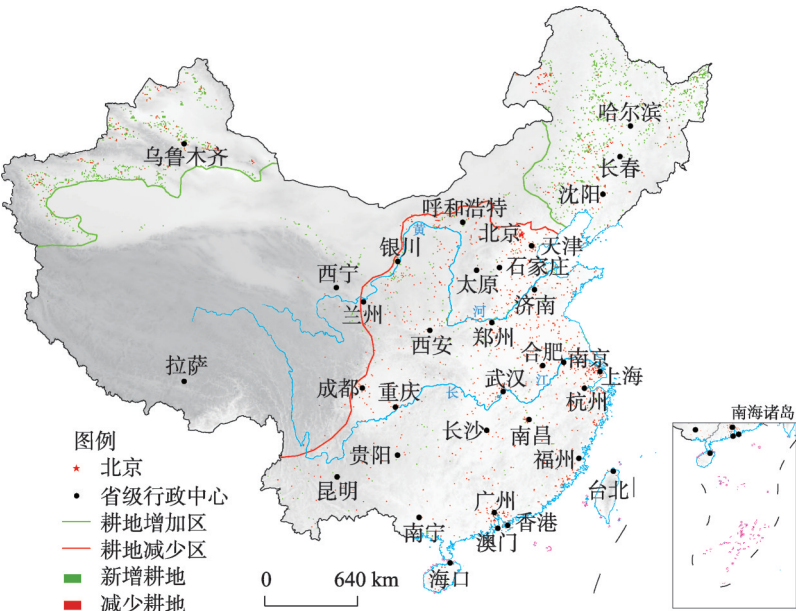 哈尔滨
乌鲁木齐
长春
沈阳
呼和浩特
北京
黄
天津
银川
石家庄
西宁
太原
济南
兰州
河
郑州
西安
合肥
南京
拉萨
上海
成都
重庆
武汉
江
长
杭州
南海诸岛
长沙
南昌
图例
贵阳
福州
北京
昆明
台北
省级行政中心
广州
香港
耕地增加区
南宁
澳门
耕地减少区
新增耕地
0 640 km
海口
减少耕地